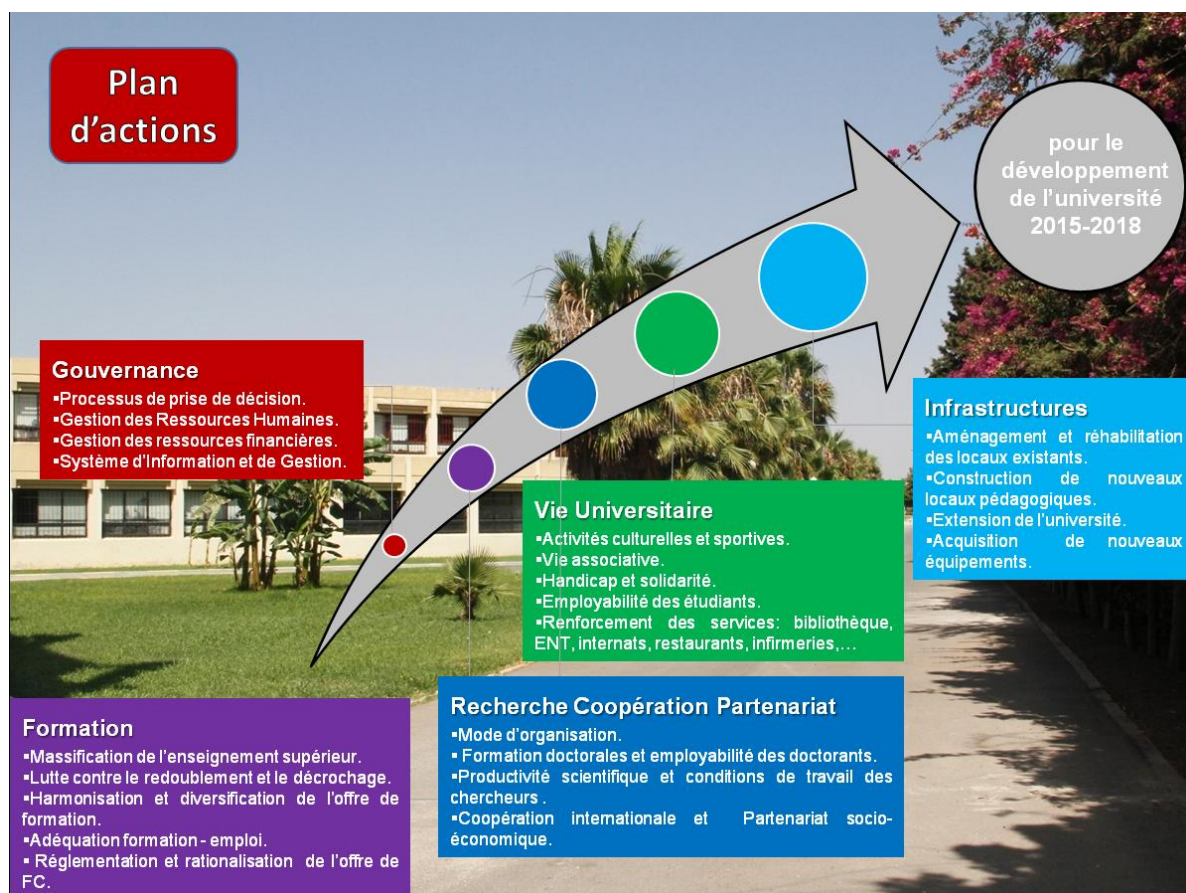 Plan
d'actions
pour le
développement
de l'université
2015-2018
Gouvernance
▪Processus de prise de décision.
▪Gestion des Ressources Humaines.
▪Gestion des ressources financières.
▪Système d'Information et de Gestion.
Infrastructures
▪Aménagement et réhabilitation
des locaux existants.
▪Construction de nouveaux
locaux pédagogiques.
▪Extension de l'université.
▪Acquisition de nouveaux
équipements.
Vie Universitaire
▪Activités culturelles et sportives.
▪Vie associative.
▪Handicap et solidarité.
▪Employabilité des étudiants.
▪Renforcement des services: bibliothèque,
ENT, internats, restaurants, infirmeries,...
Formation
▪Massification de l'enseignement supérieur.
▪Lutte contre le redoublement et le décrochage.
▪Harmonisation et diversification de l'offre de
formation.
▪Adéquation formation - emploi.
▪ Réglementation et rationalisation de l'offre de
FC.
Recherche Coopération Partenariat
▪Mode d'organisation.
▪ Formation doctorales et employabilité des doctorants.
▪Productivité scientifique et conditions de travail des
chercheurs .
▪Coopération internationale et Partenariat socio-
économique.